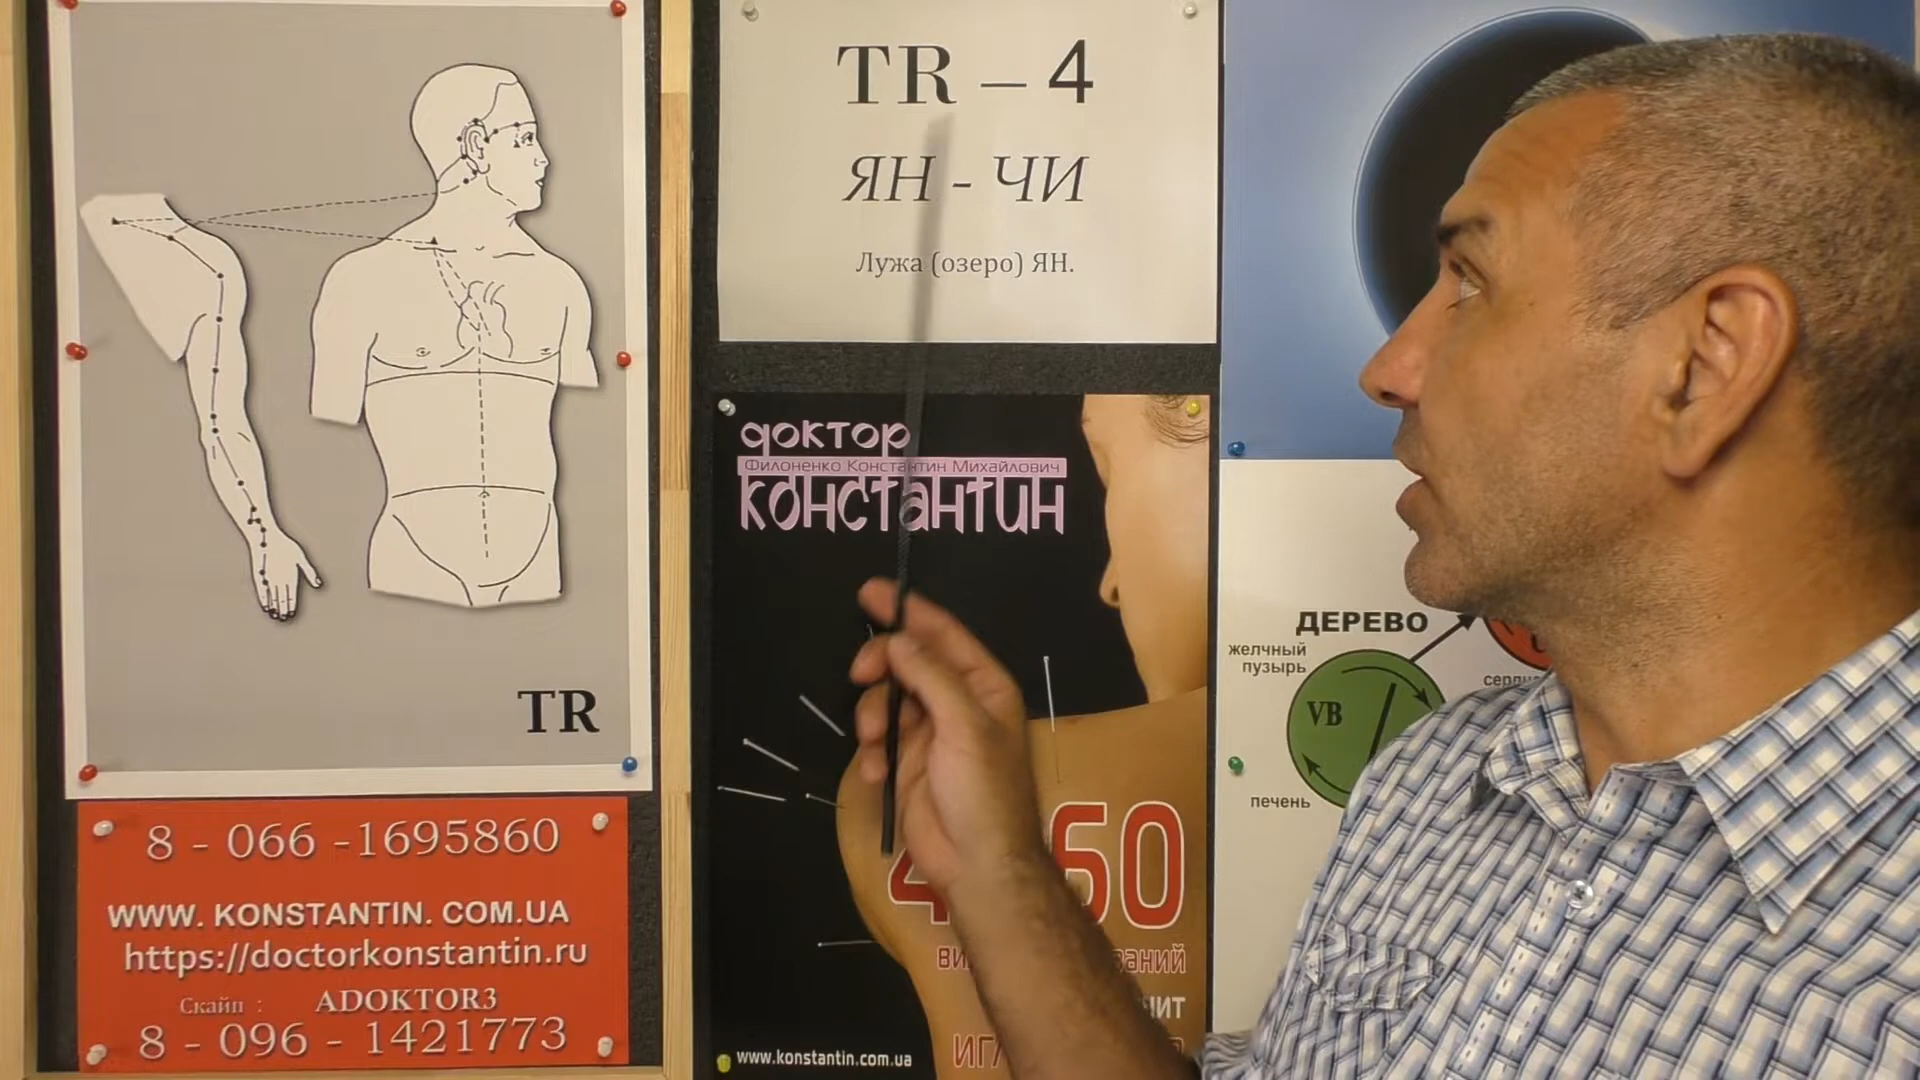 TR – 4
ЯН - ЧИ
Лужа (озеро) ЯН.
TR
8 - 066 -1695860
WWW. KONSTANTIN. COM.UA
https://doctorkonstantin.ru
Скайп : ADOKTOR3
8 - 096 - 1421773
доктор
Филоненко Константин Михайлович
КОНСТАНТИН
www.konstantin.com.ua
ДЕРЕВО
желчный
пузырь
VB
печень